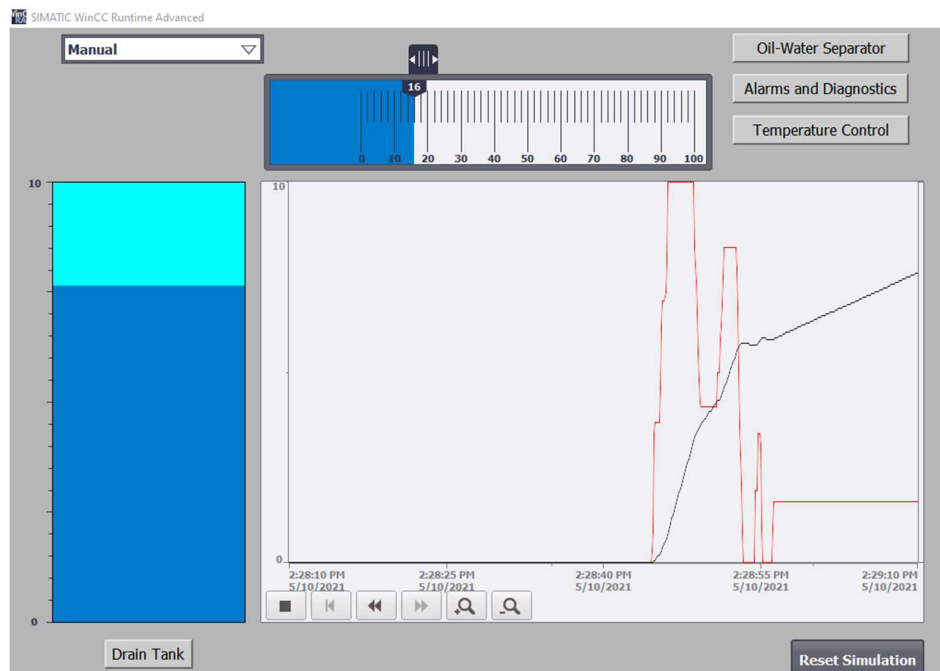 WinC
RA
SIMATIC WinCC Runtime Advanced
Manual
16
0 10 20 30 40 50 60 70 80 90 100
Oil-Water Separator
Alarms and Diagnostics
Temperature Control
10
0
10
0
2:28:10 PM 2:28:25 PM 2:28:40 PM 2:28:55 PM 2:29:10 PM
5/10/2021 5/10/2021 5/10/2021 5/10/2021 5/10/2021
Drain Tank
Reset Simulation